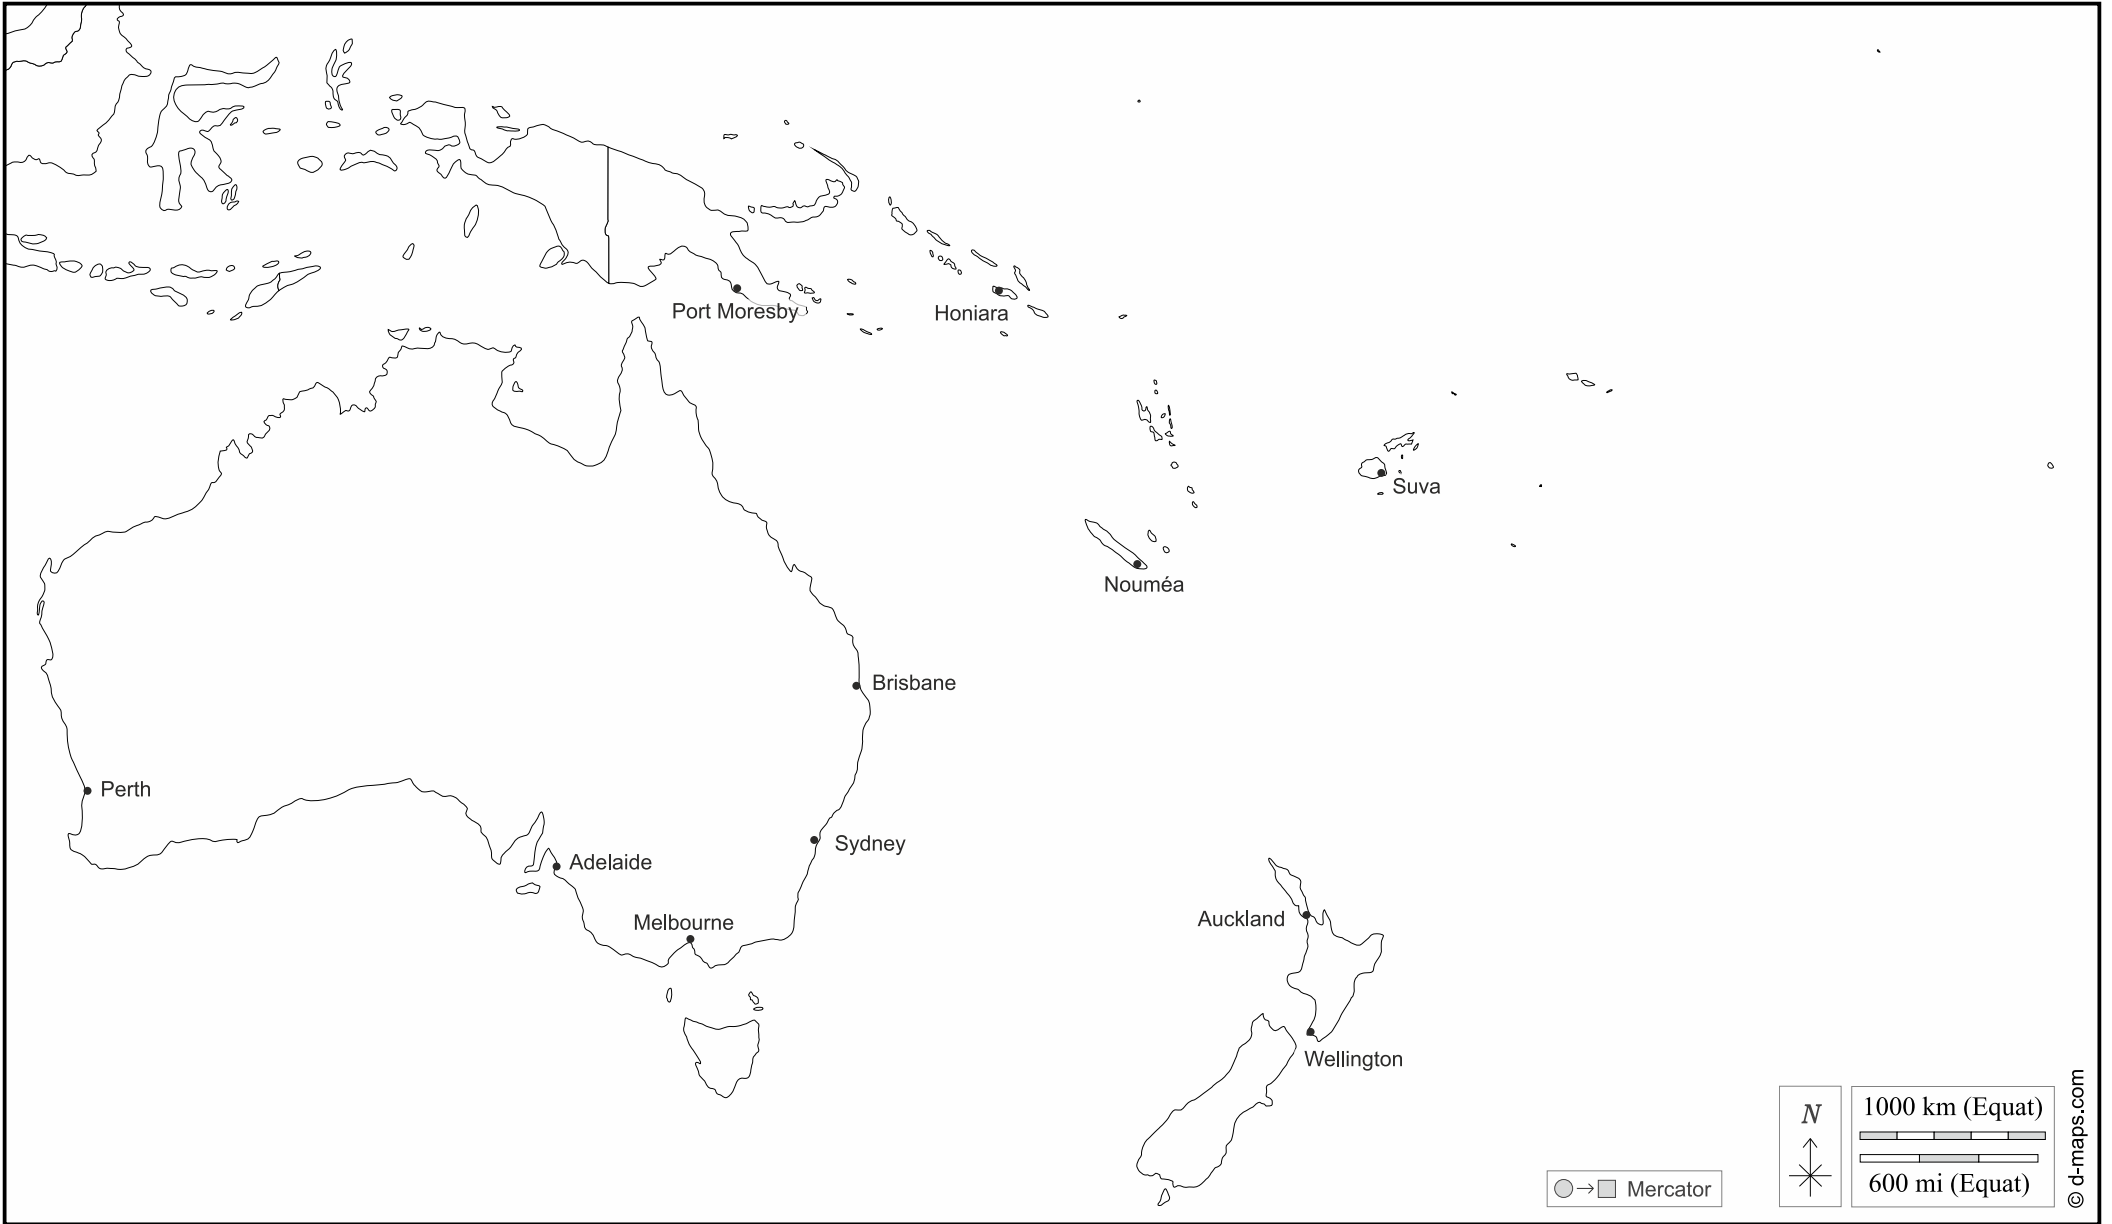 Port Moresby
Honiara
Suva
Nouméa
Brisbane
Perth
Sydney
Adelaide
Melbourne
Auckland
Wellington
N
1000 km (Equat)
600 mi (Equat)
Mercator
© d-maps.com